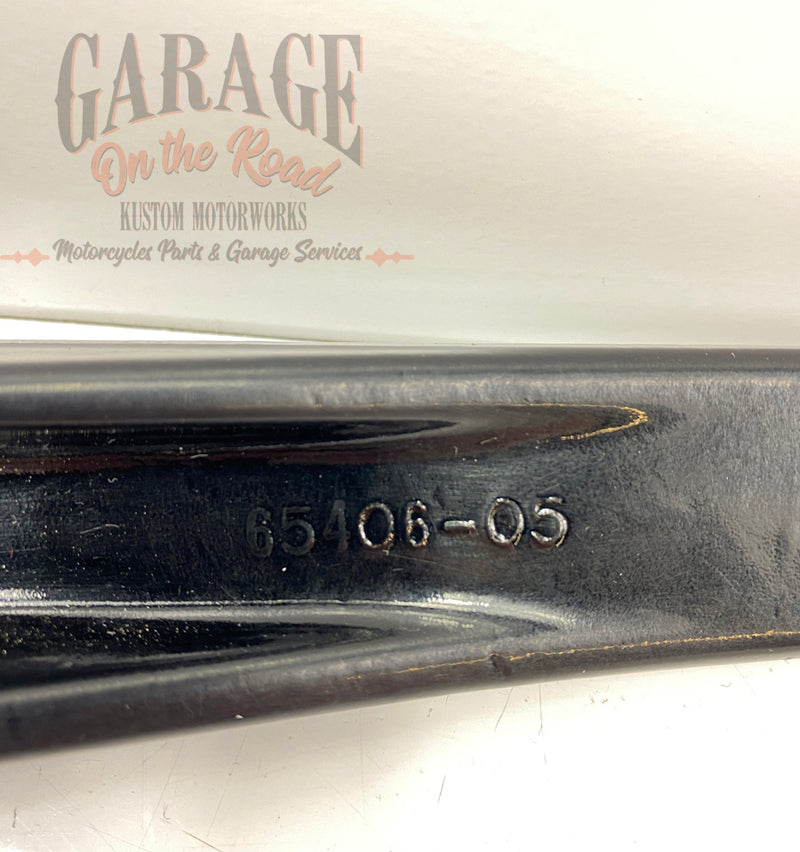 GARAGE
On the Road
KUSTOM MOTORWORKS
Motorcycles Parts & Garage Services
65406-05